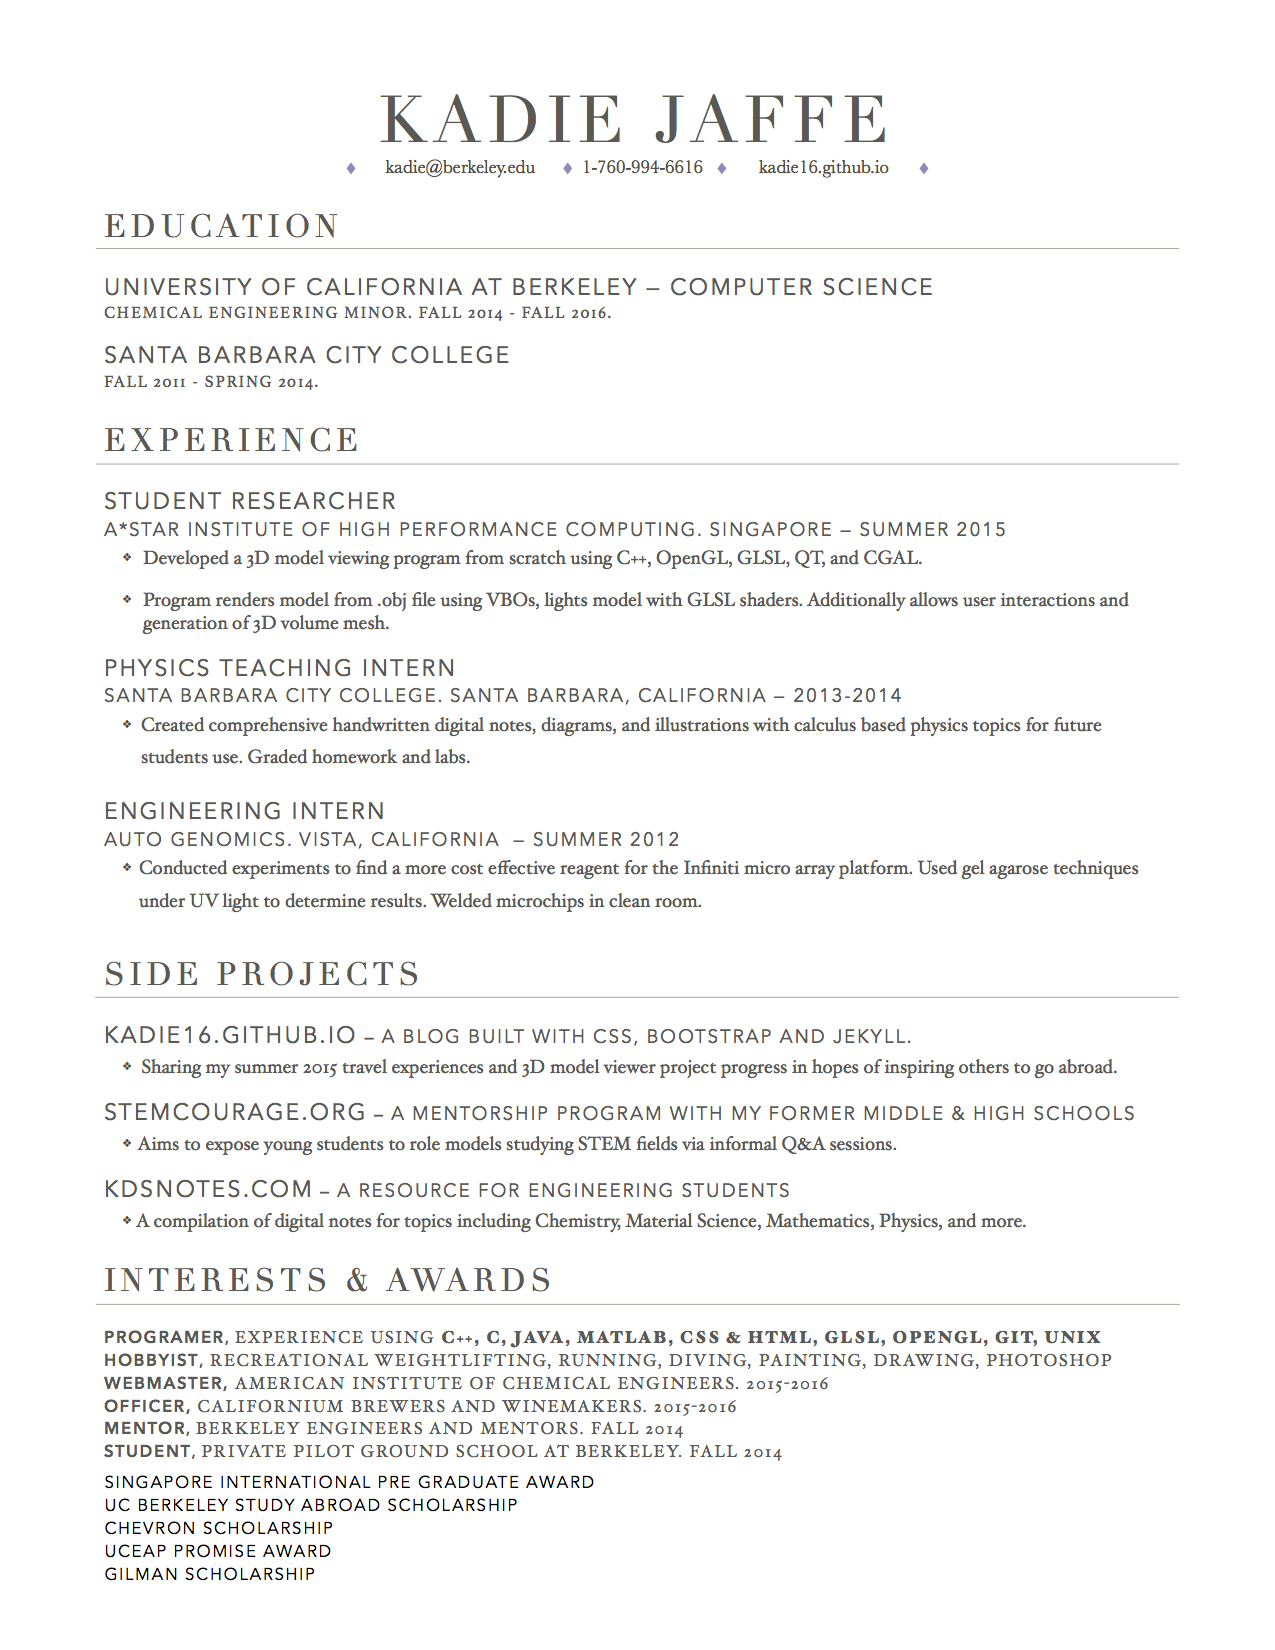 KADIE JAFFE
♦ kadie@berkeley.edu ♦ 1-760-994-6616 ♦ kadie16.github.io ♦
EDUCATION
UNIVERSITY OF CALIFORNIA AT BERKELEY – COMPUTER SCIENCE
CHEMICAL ENGINEERING MINOR. FALL 2014 - FALL 2016.
SANTA BARBARA CITY COLLEGE
FALL 2011 - SPRING 2014.
EXPERIENCE
STUDENT RESEARCHER
A*STAR INSTITUTE OF HIGH PERFORMANCE COMPUTING. SINGAPORE – SUMMER 2015
❖ Developed a 3D model viewing program from scratch using C++, OpenGL, GLSL, QT, and CGAL.
❖ Program renders model from .obj file using VBOs, lights model with GLSL shaders. Additionally allows user interactions and
generation of 3D volume mesh.
PHYSICS TEACHING INTERN
SANTA BARBARA CITY COLLEGE. SANTA BARBARA, CALIFORNIA – 2013-2014
❖ Created comprehensive handwritten digital notes, diagrams, and illustrations with calculus based physics topics for future
students use. Graded homework and labs.
ENGINEERING INTERN
AUTO GENOMICS. VISTA, CALIFORNIA – SUMMER 2012
❖ Conducted experiments to find a more cost effective reagent for the Infiniti micro array platform. Used gel agarose techniques
under UV light to determine results. Welded microchips in clean room.
SIDE PROJECTS
KADIE16.GITHUB.IO – A BLOG BUILT WITH CSS, BOOTSTRAP AND JEKYLL.
❖ Sharing my summer 2015 travel experiences and 3D model viewer project progress in hopes of inspiring others to go abroad.
STEMCOURAGE.ORG – A MENTORSHIP PROGRAM WITH MY FORMER MIDDLE & HIGH SCHOOLS
❖ Aims to expose young students to role models studying STEM fields via informal Q&A sessions.
KDSNOTES.COM – A RESOURCE FOR ENGINEERING STUDENTS
❖ A compilation of digital notes for topics including Chemistry, Material Science, Mathematics, Physics, and more.
INTERESTS & AWARDS
PROGRAMER, EXPERIENCE USING C++, C, JAVA, MATLAB, CSS & HTML, GLSL, OPENGL, GIT, UNIX
HOBBYIST, RECREATIONAL WEIGHTLIFTING, RUNNING, DIVING, PAINTING, DRAWING, PHOTOSHOP
WEBMASTER, AMERICAN INSTITUTE OF CHEMICAL ENGINEERS. 2015-2016
OFFICER, CALIFORNIUM BREWERS AND WINEMAKERS. 2015-2016
MENTOR, BERKELEY ENGINEERS AND MENTORS. FALL 2014
STUDENT, PRIVATE PILOT GROUND SCHOOL AT BERKELEY. FALL 2014
SINGAPORE INTERNATIONAL PRE GRADUATE AWARD
UC BERKELEY STUDY ABROAD SCHOLARSHIP
CHEVRON SCHOLARSHIP
UCEAP PROMISE AWARD
GILMAN SCHOLARSHIP